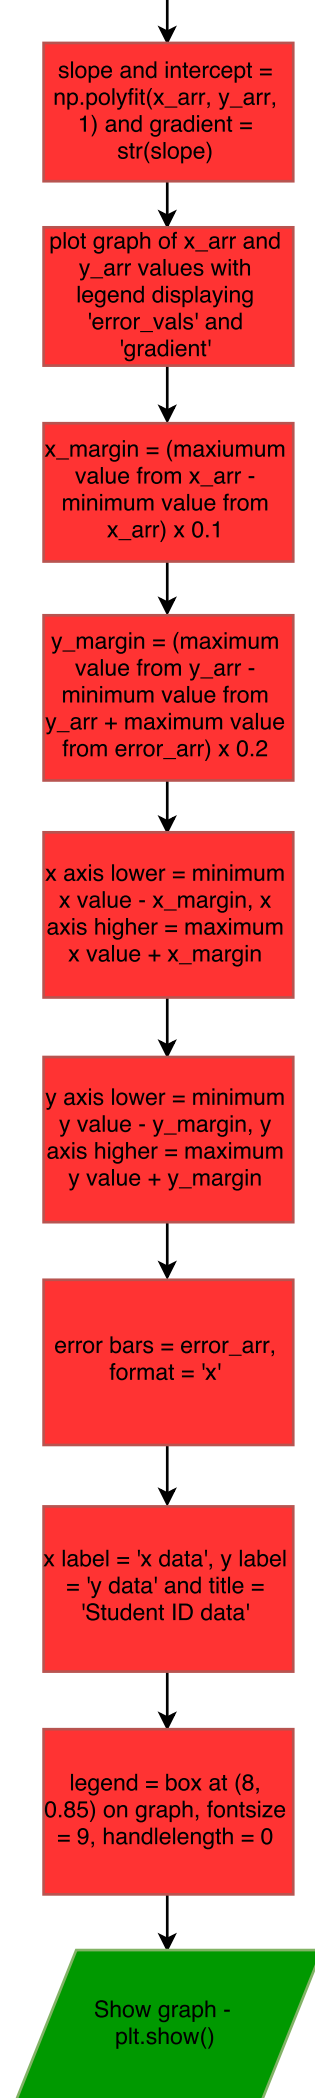 slope and intercept =
np.polyfit(x_arr, y_arr,
1) and gradient =
str(slope)
plot graph of x_arr and
y_arr values with
legend displaying
'error_vals' and
'gradient'
x_margin = (maxiumum
value from x_arr -
minimum value from
x_arr) x 0.1
y_margin = (maximum
value from y_arr -
minimum value from
y_arr + maximum value
from error_arr) x 0.2
x axis lower = minimum
x value - x_margin, x
axis higher = maximum
x value + x_margin
y axis lower = minimum
y value - y_margin, y
axis higher = maximum
y value + y_margin
error bars = error_arr,
format = 'x'
x label = 'x data', y label
= 'y data' and title =
'Student ID data'
legend = box at (8,
0.85) on graph, fontsize
= 9, handlelength = 0
Show graph -
plt.show()